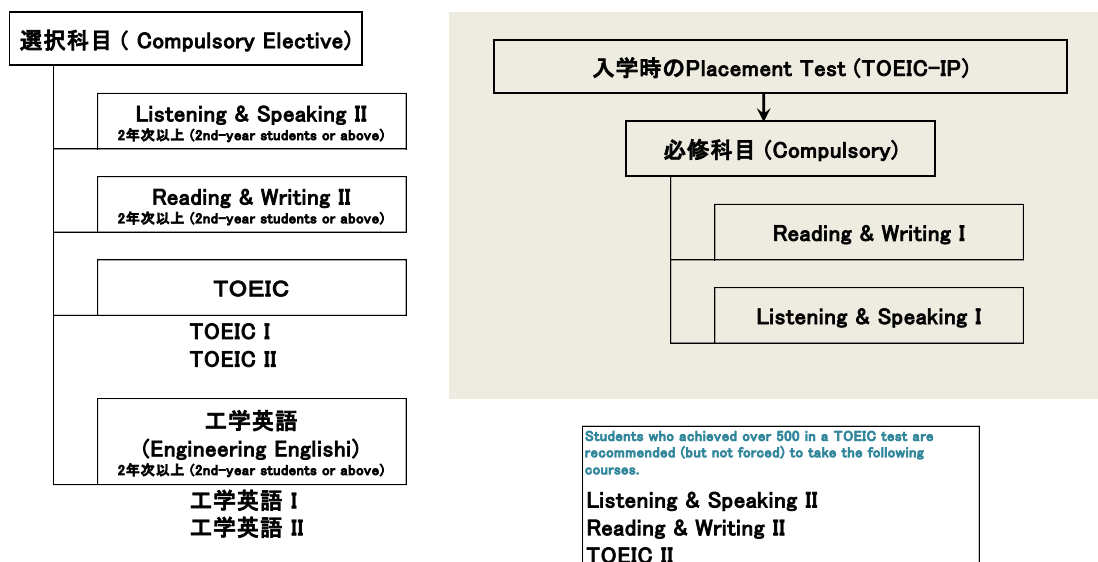 選択科目 ( Compulsory Elective)
Listening & Speaking II
2年次以上 (2nd-year students or above)
Reading & Writing II
2年次以上 (2nd-year students or above)
TOEIC
TOEIC I
TOEIC II
工学英語
(Engineering Englishi)
2年次以上 (2nd-year students or above)
工学英語 I
工学英語 II
入学時のPlacement Test (TOEIC-IP)
必修科目 (Compulsory)
Reading & Writing I
Listening & Speaking I
Students who achieved over 500 in a TOEIC test are
recommended (but not forced) to take the following
courses.
Listening & Speaking II
Reading & Writing II
TOEIC II